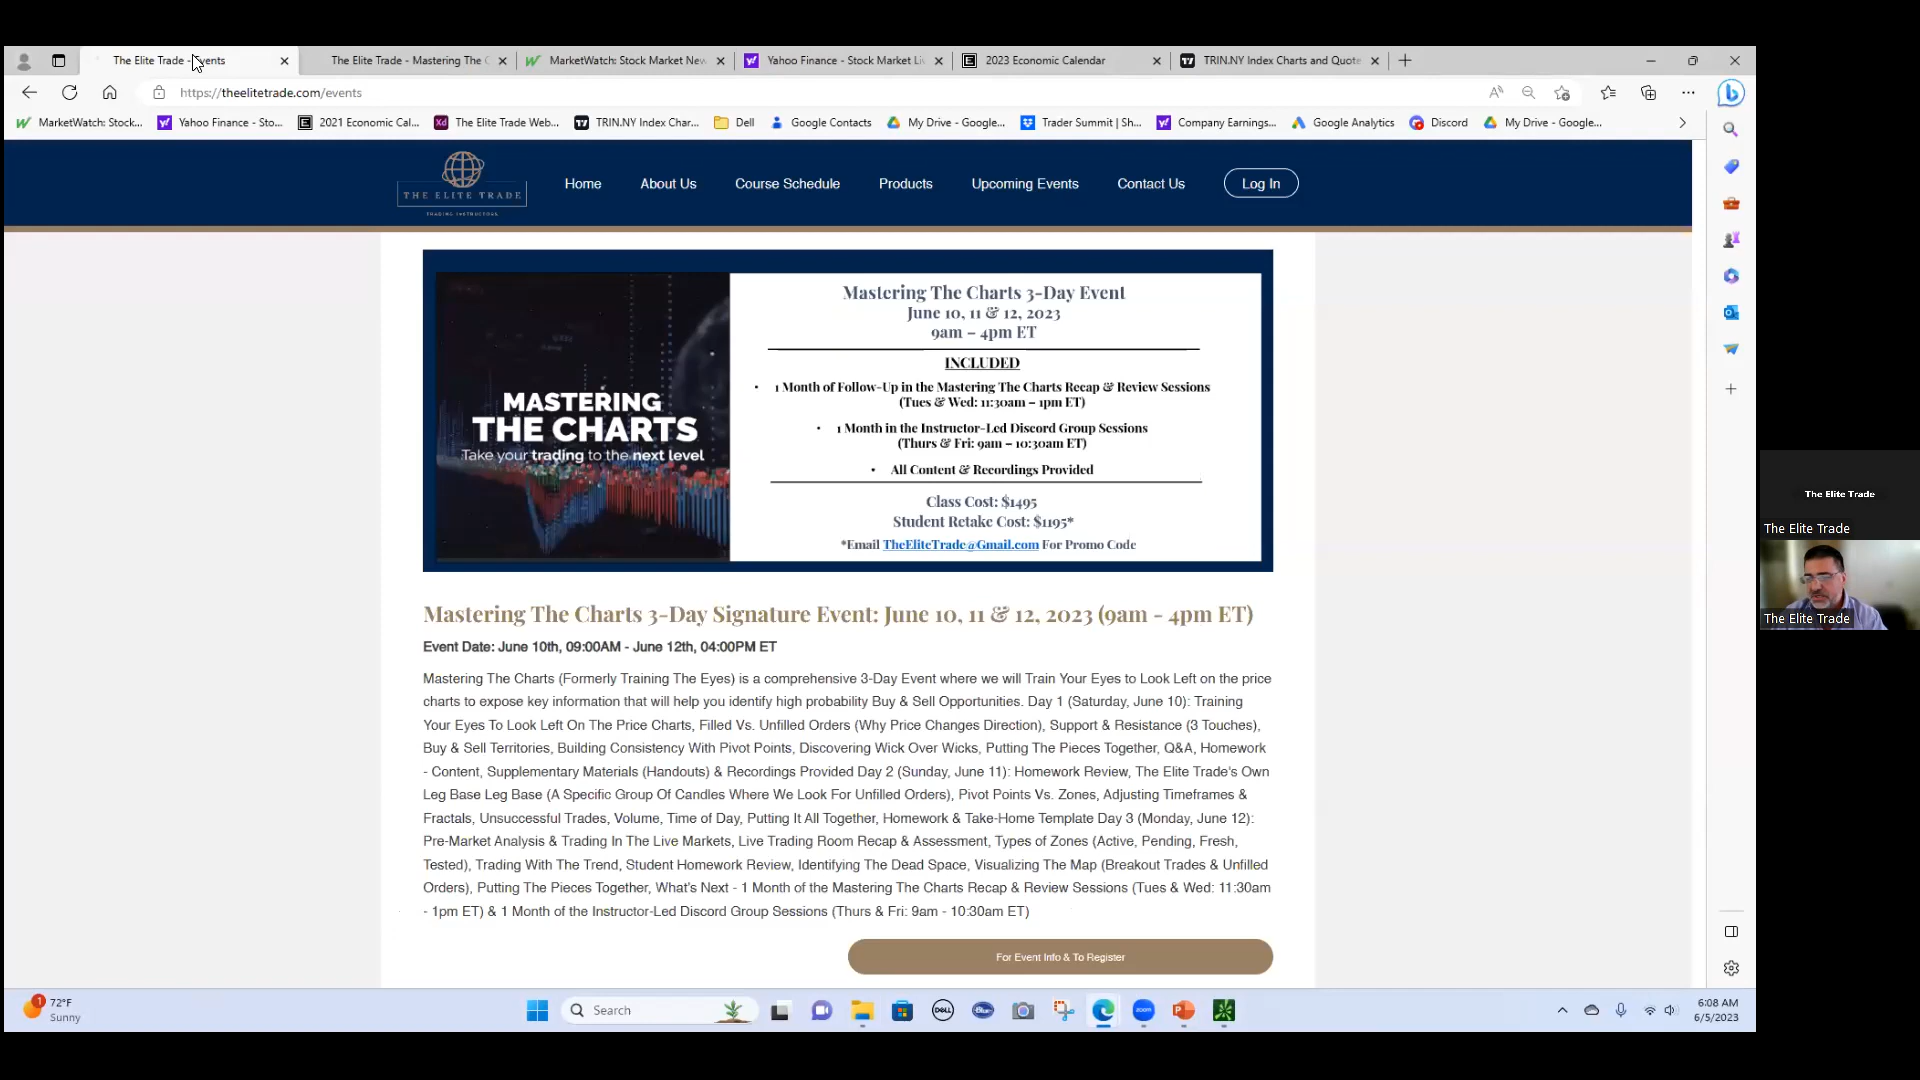 The Elite Trade - Events
The Elite Trade - Mastering The C
MarketWatch: Stock Market New
Yahoo Finance - Stock Market Li
2023 Economic Calendar
TRIN.NY Index Charts and Quote
https://theelitetrade.com/events
MarketWatch: Stock...
Yahoo Finance - Sto...
2021 Economic Cal...
The Elite Trade Web...
TRIN.NY Index Char...
Dell
Google Contacts
My Drive - Google...
Trader Summit | Sh...
Company Earnings...
Google Analytics
Discord
My Drive - Google...
THE ELITE TRADE
TRADING INSTRUCTORS
Home
About Us
Course Schedule
Products
Upcoming Events
Contact Us
Log In
MASTERING
THE CHARTS
Take your trading to the next level
Mastering The Charts 3-Day Event
June 10, 11 & 12, 2023
9am – 4pm ET
INCLUDED
• 1 Month of Follow-Up in the Mastering The Charts Recap & Review Sessions
(Tues & Wed: 11:30am – 1pm ET)
• 1 Month in the Instructor-Led Discord Group Sessions
(Thurs & Fri: 9am – 10:30am ET)
• All Content & Recordings Provided
Class Cost: $1495
Student Retake Cost: $1195*
*Email TheEliteTrade@Gmail.com For Promo Code
Mastering The Charts 3-Day Signature Event: June 10, 11 & 12, 2023 (9am - 4pm ET)
Event Date: June 10th, 09:00AM - June 12th, 04:00PM ET
Mastering The Charts (Formerly Training The Eyes) is a comprehensive 3-Day Event where we will Train Your Eyes to Look Left on the price
charts to expose key information that will help you identify high probability Buy & Sell Opportunities. Day 1 (Saturday, June 10): Training
Your Eyes To Look Left On The Price Charts, Filled Vs. Unfilled Orders (Why Price Changes Direction), Support & Resistance (3 Touches),
Buy & Sell Territories, Building Consistency With Pivot Points, Discovering Wick Over Wicks, Putting The Pieces Together, Q&A, Homework
- Content, Supplementary Materials (Handouts) & Recordings Provided Day 2 (Sunday, June 11): Homework Review, The Elite Trade's Own
Leg Base Leg Base (A Specific Group Of Candles Where We Look For Unfilled Orders), Pivot Points Vs. Zones, Adjusting Timeframes &
Fractals, Unsuccessful Trades, Volume, Time of Day, Putting It All Together, Homework & Take-Home Template Day 3 (Monday, June 12):
Pre-Market Analysis & Trading In The Live Markets, Live Trading Room Recap & Assessment, Types of Zones (Active, Pending, Fresh,
Tested), Trading With The Trend, Student Homework Review, Identifying The Dead Space, Visualizing The Map (Breakout Trades & Unfilled
Orders), Putting The Pieces Together, What's Next - 1 Month of the Mastering The Charts Recap & Review Sessions (Tues & Wed: 11:30am
- 1pm ET) & 1 Month of the Instructor-Led Discord Group Sessions (Thurs & Fri: 9am - 10:30am ET)
For Event Info & To Register
The Elite Trade
The Elite Trade
The Elite Trade
1
72°F
Sunny
Search
DELL
zoom
6:08 AM
6/5/2023